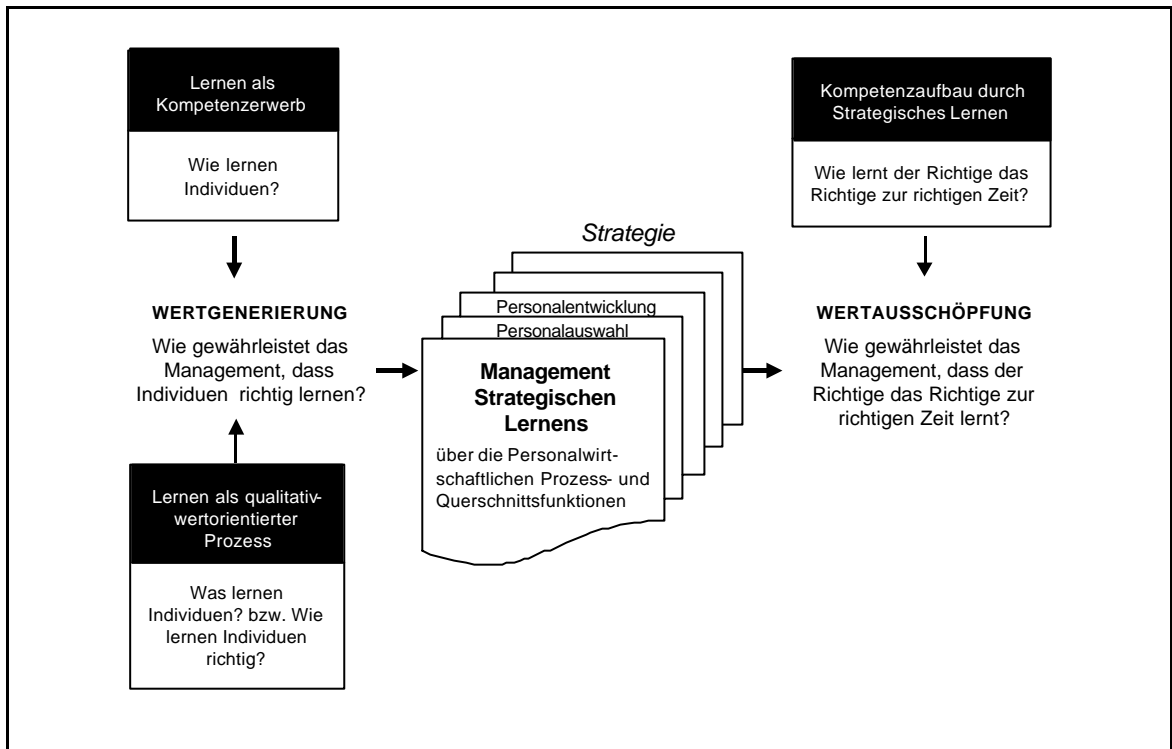 Lernen als
Kompetenzerwerb
Wie lernen
Individuen?
WERTGENERIERUNG
Wie gewährleistet das
Management, dass
Individuen richtig lernen?
Lernen als qualitativ-
wertorientierter
Prozess
Was lernen
Individuen? bzw. Wie
lernen Individuen
richtig?
Strategie
Personalentwicklung
Personalauswahl
Management
Strategischen
Lernens
über die Personalwirt-
schaftlichen Prozess- und
Querschnittsfunktionen
Kompetenzaufbau durch
Strategisches Lernen
Wie lernt der Richtige das
Richtige zur richtigen Zeit?
WERTAUSSCHÖPFUNG
Wie gewährleistet das
Management, dass der
Richtige das Richtige zur
richtigen Zeit lernt?